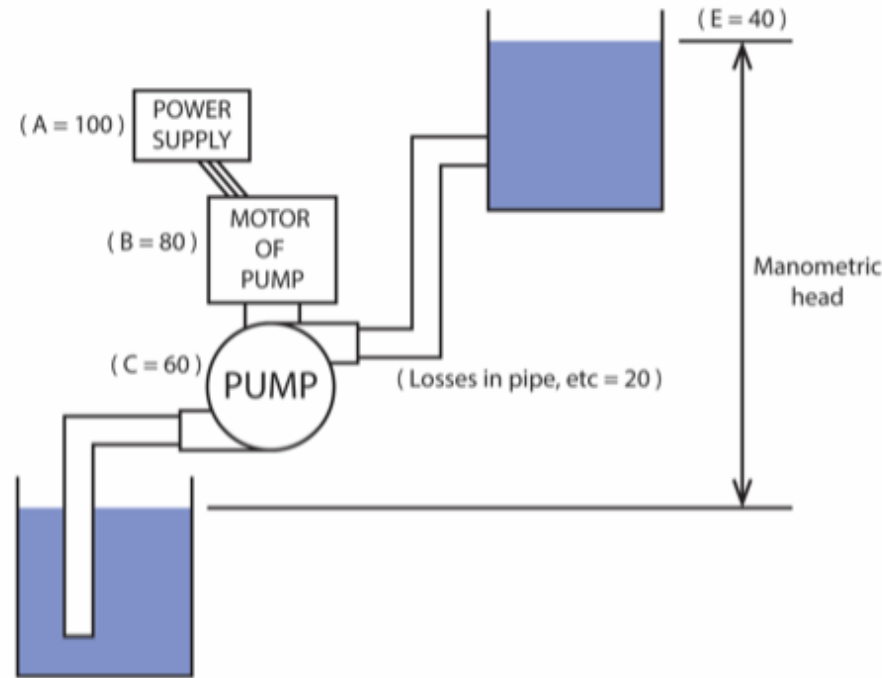 ( E = 40 )
POWER
SUPPLY
( A = 100 )
MOTOR
OF
PUMP
( B = 80 )
Manometric
head
( C = 60 )
PUMP
( Losses in pipe, etc = 20 )